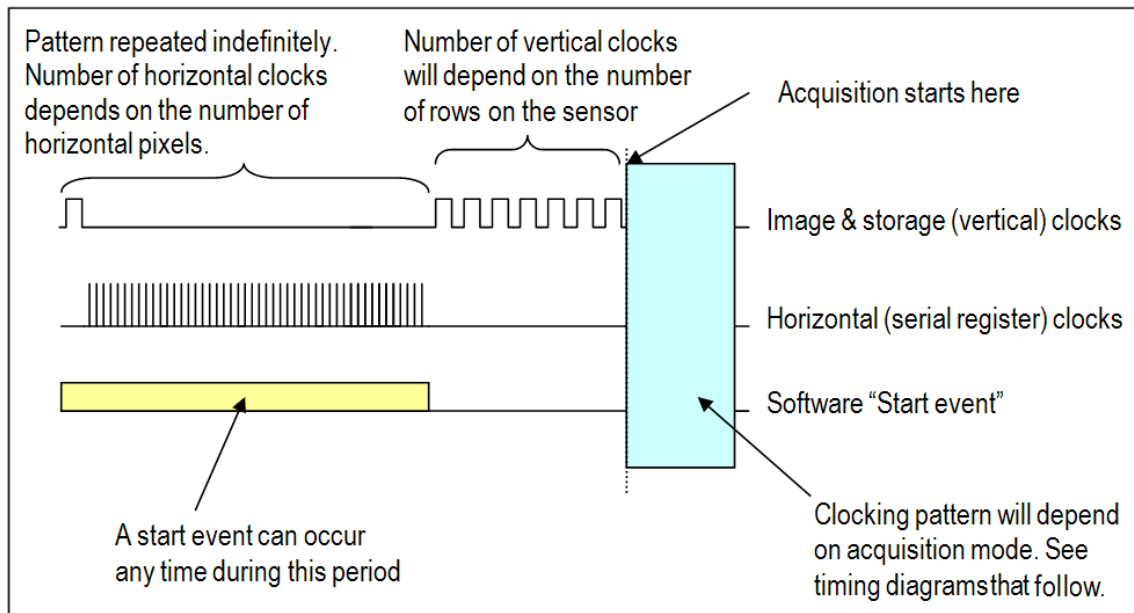 Pattern repeated indefinitely.
Number of horizontal clocks
depends on the number of
horizontal pixels.
Number of vertical clocks
will depend on the number
of rows on the sensor
Acquisition starts here
Image & storage (vertical) clocks
Horizontal (serial register) clocks
Software “Start event”
A start event can occur
any time during this period
Clocking pattern will depend
on acquisition mode. See
timing diagrams that follow.